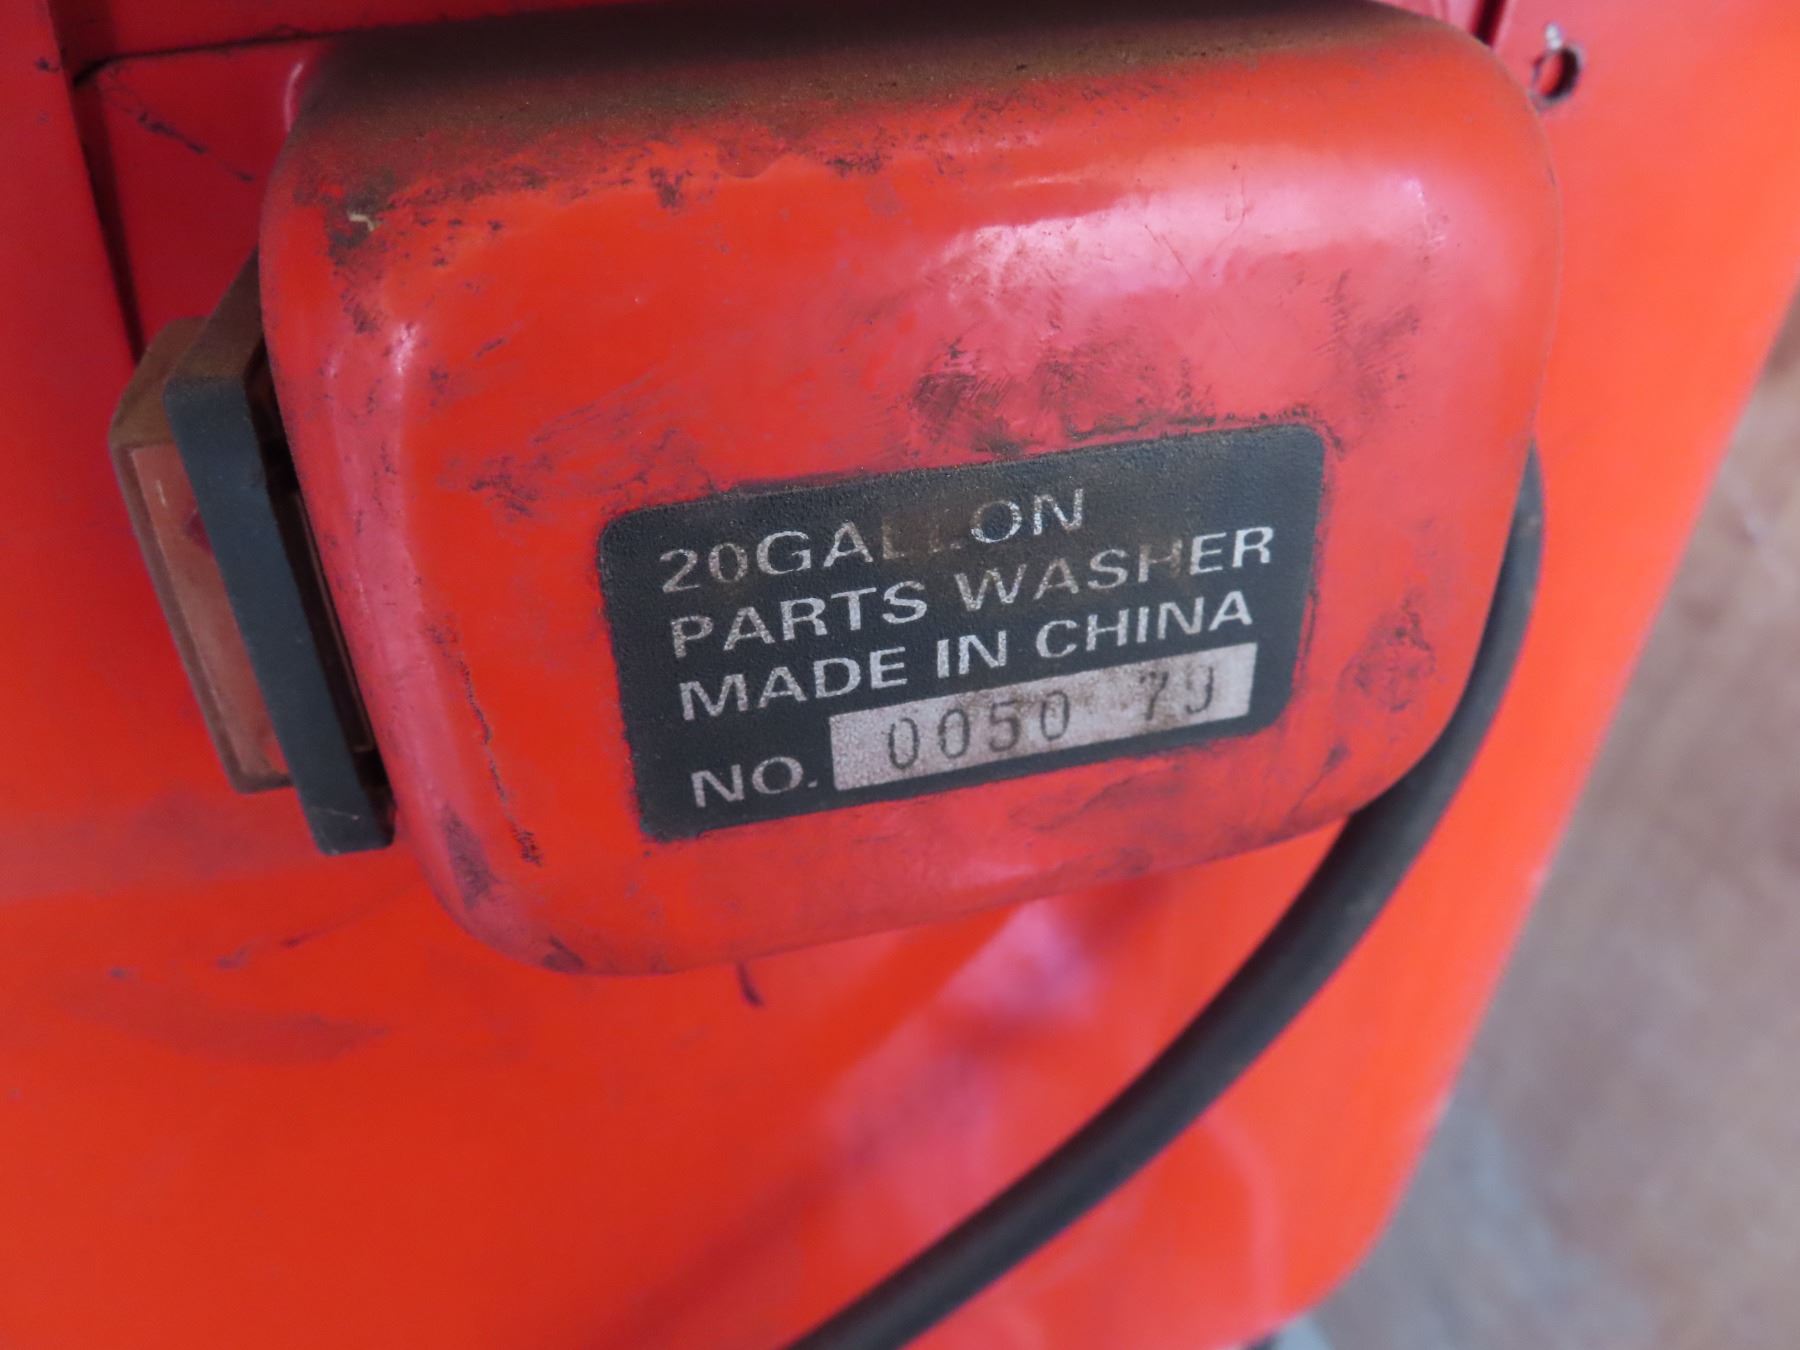 20GALLON
PARTS WASHER
MADE IN CHINA
NO. 0050 79